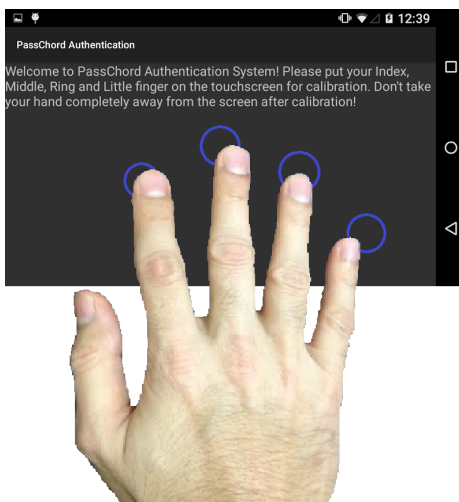 12:39
PassChord Authentication
Welcome to PassChord Authentication System! Please put your Index,
Middle, Ring and Little finger on the touchscreen for calibration. Don't take
your hand completely away from the screen after calibration!